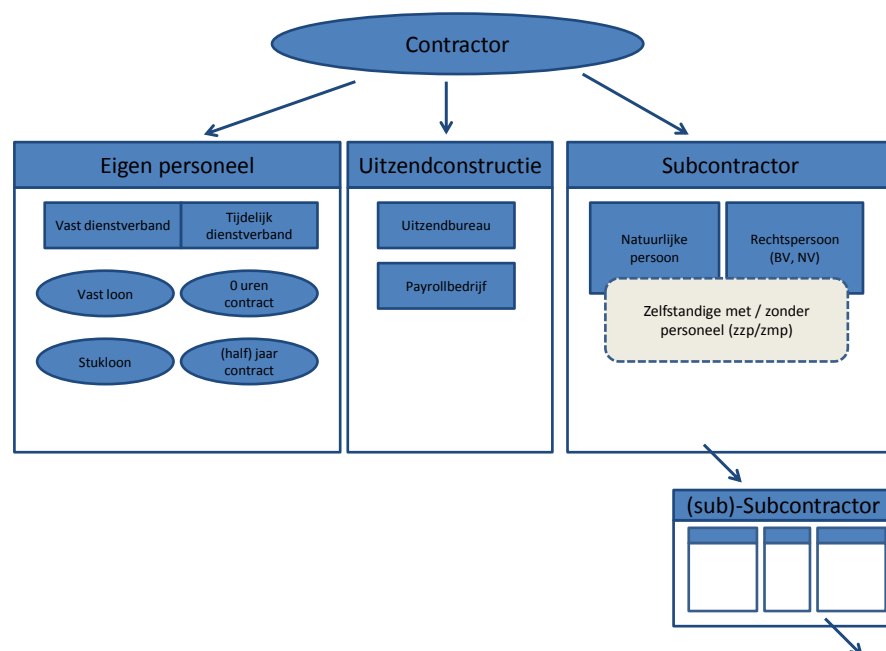 Contractor
Eigen personeel
Vast dienstverband
Tijdelijk
dienstverband
Vast loon
0 uren
contract
Stukloon
(half) jaar
contract
Uitzendconstructie
Uitzendbureau
Payrollbedrijf
Subcontractor
Natuurlijke
persoon
Rechtspersoon
(BV, NV)
Zelfstandige met / zonder
personeel (zzp/zmp)
(sub)-Subcontractor